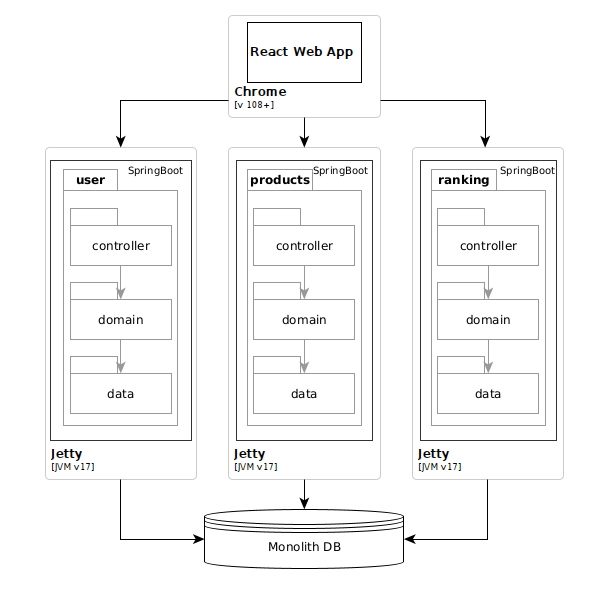 React Web App
Chrome
[v 108+]
user
SpringBoot
controller
domain
data
Jetty
[JVM v17]
products
SpringBoot
controller
domain
data
Jetty
[JVM v17]
ranking
SpringBoot
controller
domain
data
Jetty
[JVM v17]
Monolith DB